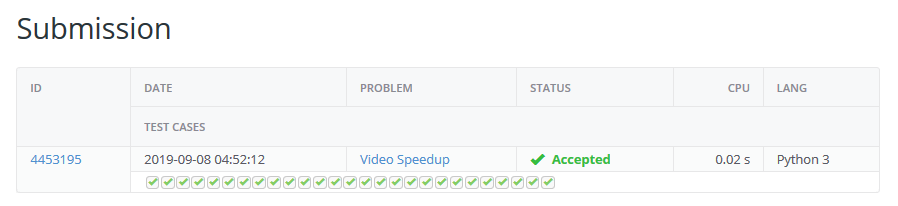 Submission
ID DATE PROBLEM STATUS CPU LANG
TEST CASES
4453195 2019-09-08 04:52:12 Video Speedup Accepted 0.02 s Python 3